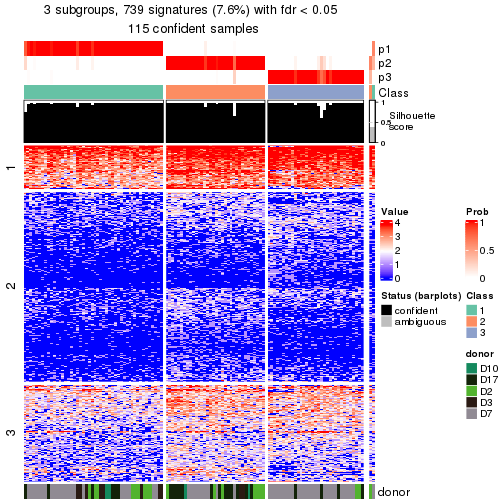 3 subgroups, 739 signatures (7.6%) with fdr < 0.05
115 confident samples
p1
p2
p3
Class
1
0.5
0
Silhouette
score
1
2
3
donor
Value
4
3
2
1
0
Prob
1
0.5
0
Status (barplots)
confident
ambiguous
Class
1
2
3
donor
D10
D17
D2
D3
D7